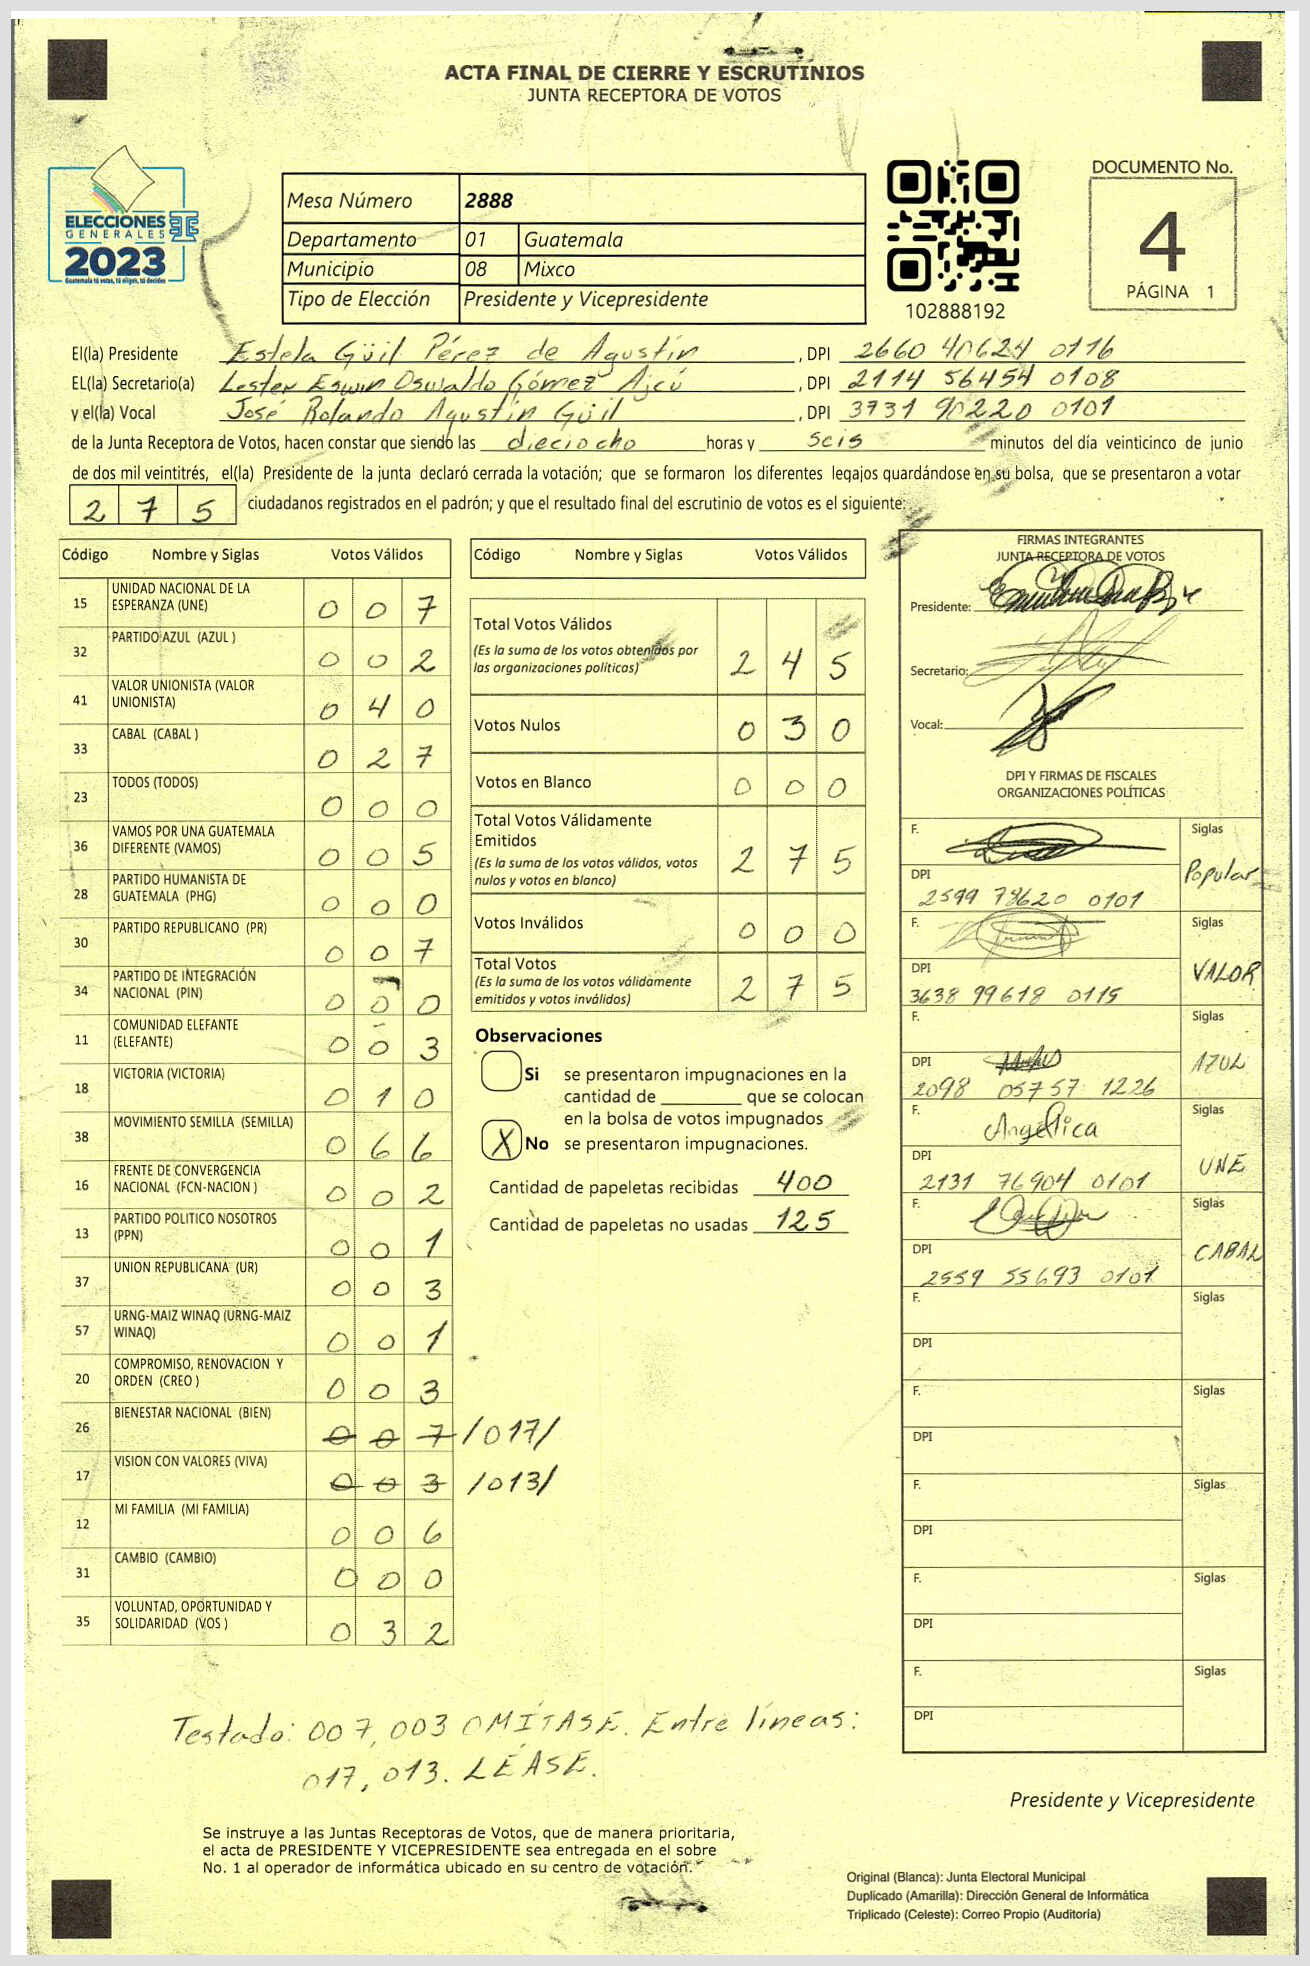 ACTA FINAL DE CIERRE Y ESCRUTINIOS
JUNTA RECEPTORA DE VOTOS
ELECCIONES
GENERALES
2023
Guatemala tú votas, tú eliges, tú decides
Mesa Número 2888
Departamento 01 Guatemala
Municipio 08 Mixco
Tipo de Elección Presidente y Vicepresidente
102888192
DOCUMENTO No.
4
PÁGINA 1
El(la) Presidente Estela Güil Pérez de Agustín , DPI 2660 40624 0116
EL(la) Secretario(a) Lester Eswin Oswaldo Gómez Ajcú , DPI 2114 56454 0108
y el(la) Vocal José Rolando Agustín Güil , DPI 3731 90220 0101
de la Junta Receptora de Votos, hacen constar que siendo las dieciocho horas y seis minutos del día veinticinco de junio
de dos mil veintitrés, el(la) Presidente de la junta declaró cerrada la votación; que se formaron los diferentes legajos quardándose en su bolsa, que se presentaron a votar
2 7 5 ciudadanos registrados en el padrón; y que el resultado final del escrutinio de votos es el siguiente:
Código Nombre y Siglas Votos Válidos
15 UNIDAD NACIONAL DE LA ESPERANZA (UNE) 0 0 7
32 PARTIDO AZUL (AZUL ) 0 0 2
41 VALOR UNIONISTA (VALOR UNIONISTA) 0 4 0
33 CABAL (CABAL ) 0 2 7
23 TODOS (TODOS) 0 0 0
36 VAMOS POR UNA GUATEMALA DIFERENTE (VAMOS) 0 0 5
28 PARTIDO HUMANISTA DE GUATEMALA (PHG) 0 0 0
30 PARTIDO REPUBLICANO (PR) 0 0 7
34 PARTIDO DE INTEGRACIÓN NACIONAL (PIN) 0 0 0
11 COMUNIDAD ELEFANTE (ELEFANTE) 0 0 3
18 VICTORIA (VICTORIA) 0 1 0
38 MOVIMIENTO SEMILLA (SEMILLA) 0 6 6
16 FRENTE DE CONVERGENCIA NACIONAL (FCN-NACION ) 0 0 2
13 PARTIDO POLITICO NOSOTROS (PPN) 0 0 1
37 UNION REPUBLICANA (UR) 0 0 3
57 URNG-MAIZ WINAQ (URNG-MAIZ WINAQ) 0 0 1
20 COMPROMISO, RENOVACION Y ORDEN (CREO ) 0 0 3
26 BIENESTAR NACIONAL (BIEN) 0 0 7 /017/
17 VISION CON VALORES (VIVA) 0 0 3 /013/
12 MI FAMILIA (MI FAMILIA) 0 0 6
31 CAMBIO (CAMBIO) 0 0 0
35 VOLUNTAD, OPORTUNIDAD Y SOLIDARIDAD (VOS ) 0 3 2
Código Nombre y Siglas Votos Válidos
Total Votos Válidos
(Es la suma de los votos obtenidos por
las organizaciones políticas) 2 4 5
Votos Nulos 0 3 0
Votos en Blanco 0 0 0
Total Votos Válidamente
Emitidos
(Es la suma de los votos válidos, votos
nulos y votos en blanco) 2 7 5
Votos Inválidos 0 0 0
Total Votos
(Es la suma de los votos válidamente
emitidos y votos inválidos) 2 7 5
Observaciones
Si se presentaron impugnaciones en la
cantidad de ________ que se colocan
en la bolsa de votos impugnados
X No se presentaron impugnaciones.
Cantidad de papeletas recibidas 400
Cantidad de papeletas no usadas 125
FIRMAS INTEGRANTES
JUNTA RECEPTORA DE VOTOS
Presidente:
Secretario:
Vocal:
DPI Y FIRMAS DE FISCALES
ORGANIZACIONES POLÍTICAS
F. Siglas
Popular
DPI
2599 78620 0101
F. Siglas
VALOR
DPI
3638 99618 0115
F. Siglas
AZUL
DPI
2098 05757 1226
F. Angélica Siglas
UNE
DPI
2131 76904 0101
F. Siglas
CABAL
DPI
2559 55693 0101
F. Siglas
DPI
F. Siglas
DPI
F. Siglas
DPI
F. Siglas
DPI
F. Siglas
DPI
Testado: 007, 003 OMÍTASE. Entre líneas:
017, 013. LÉASE.
Presidente y Vicepresidente
Se instruye a las Juntas Receptoras de Votos, que de manera prioritaria,
el acta de PRESIDENTE Y VICEPRESIDENTE sea entregada en el sobre
No. 1 al operador de informática ubicado en su centro de votación.
Original (Blanca): Junta Electoral Municipal
Duplicado (Amarilla): Dirección General de Informática
Triplicado (Celeste): Correo Propio (Auditoría)